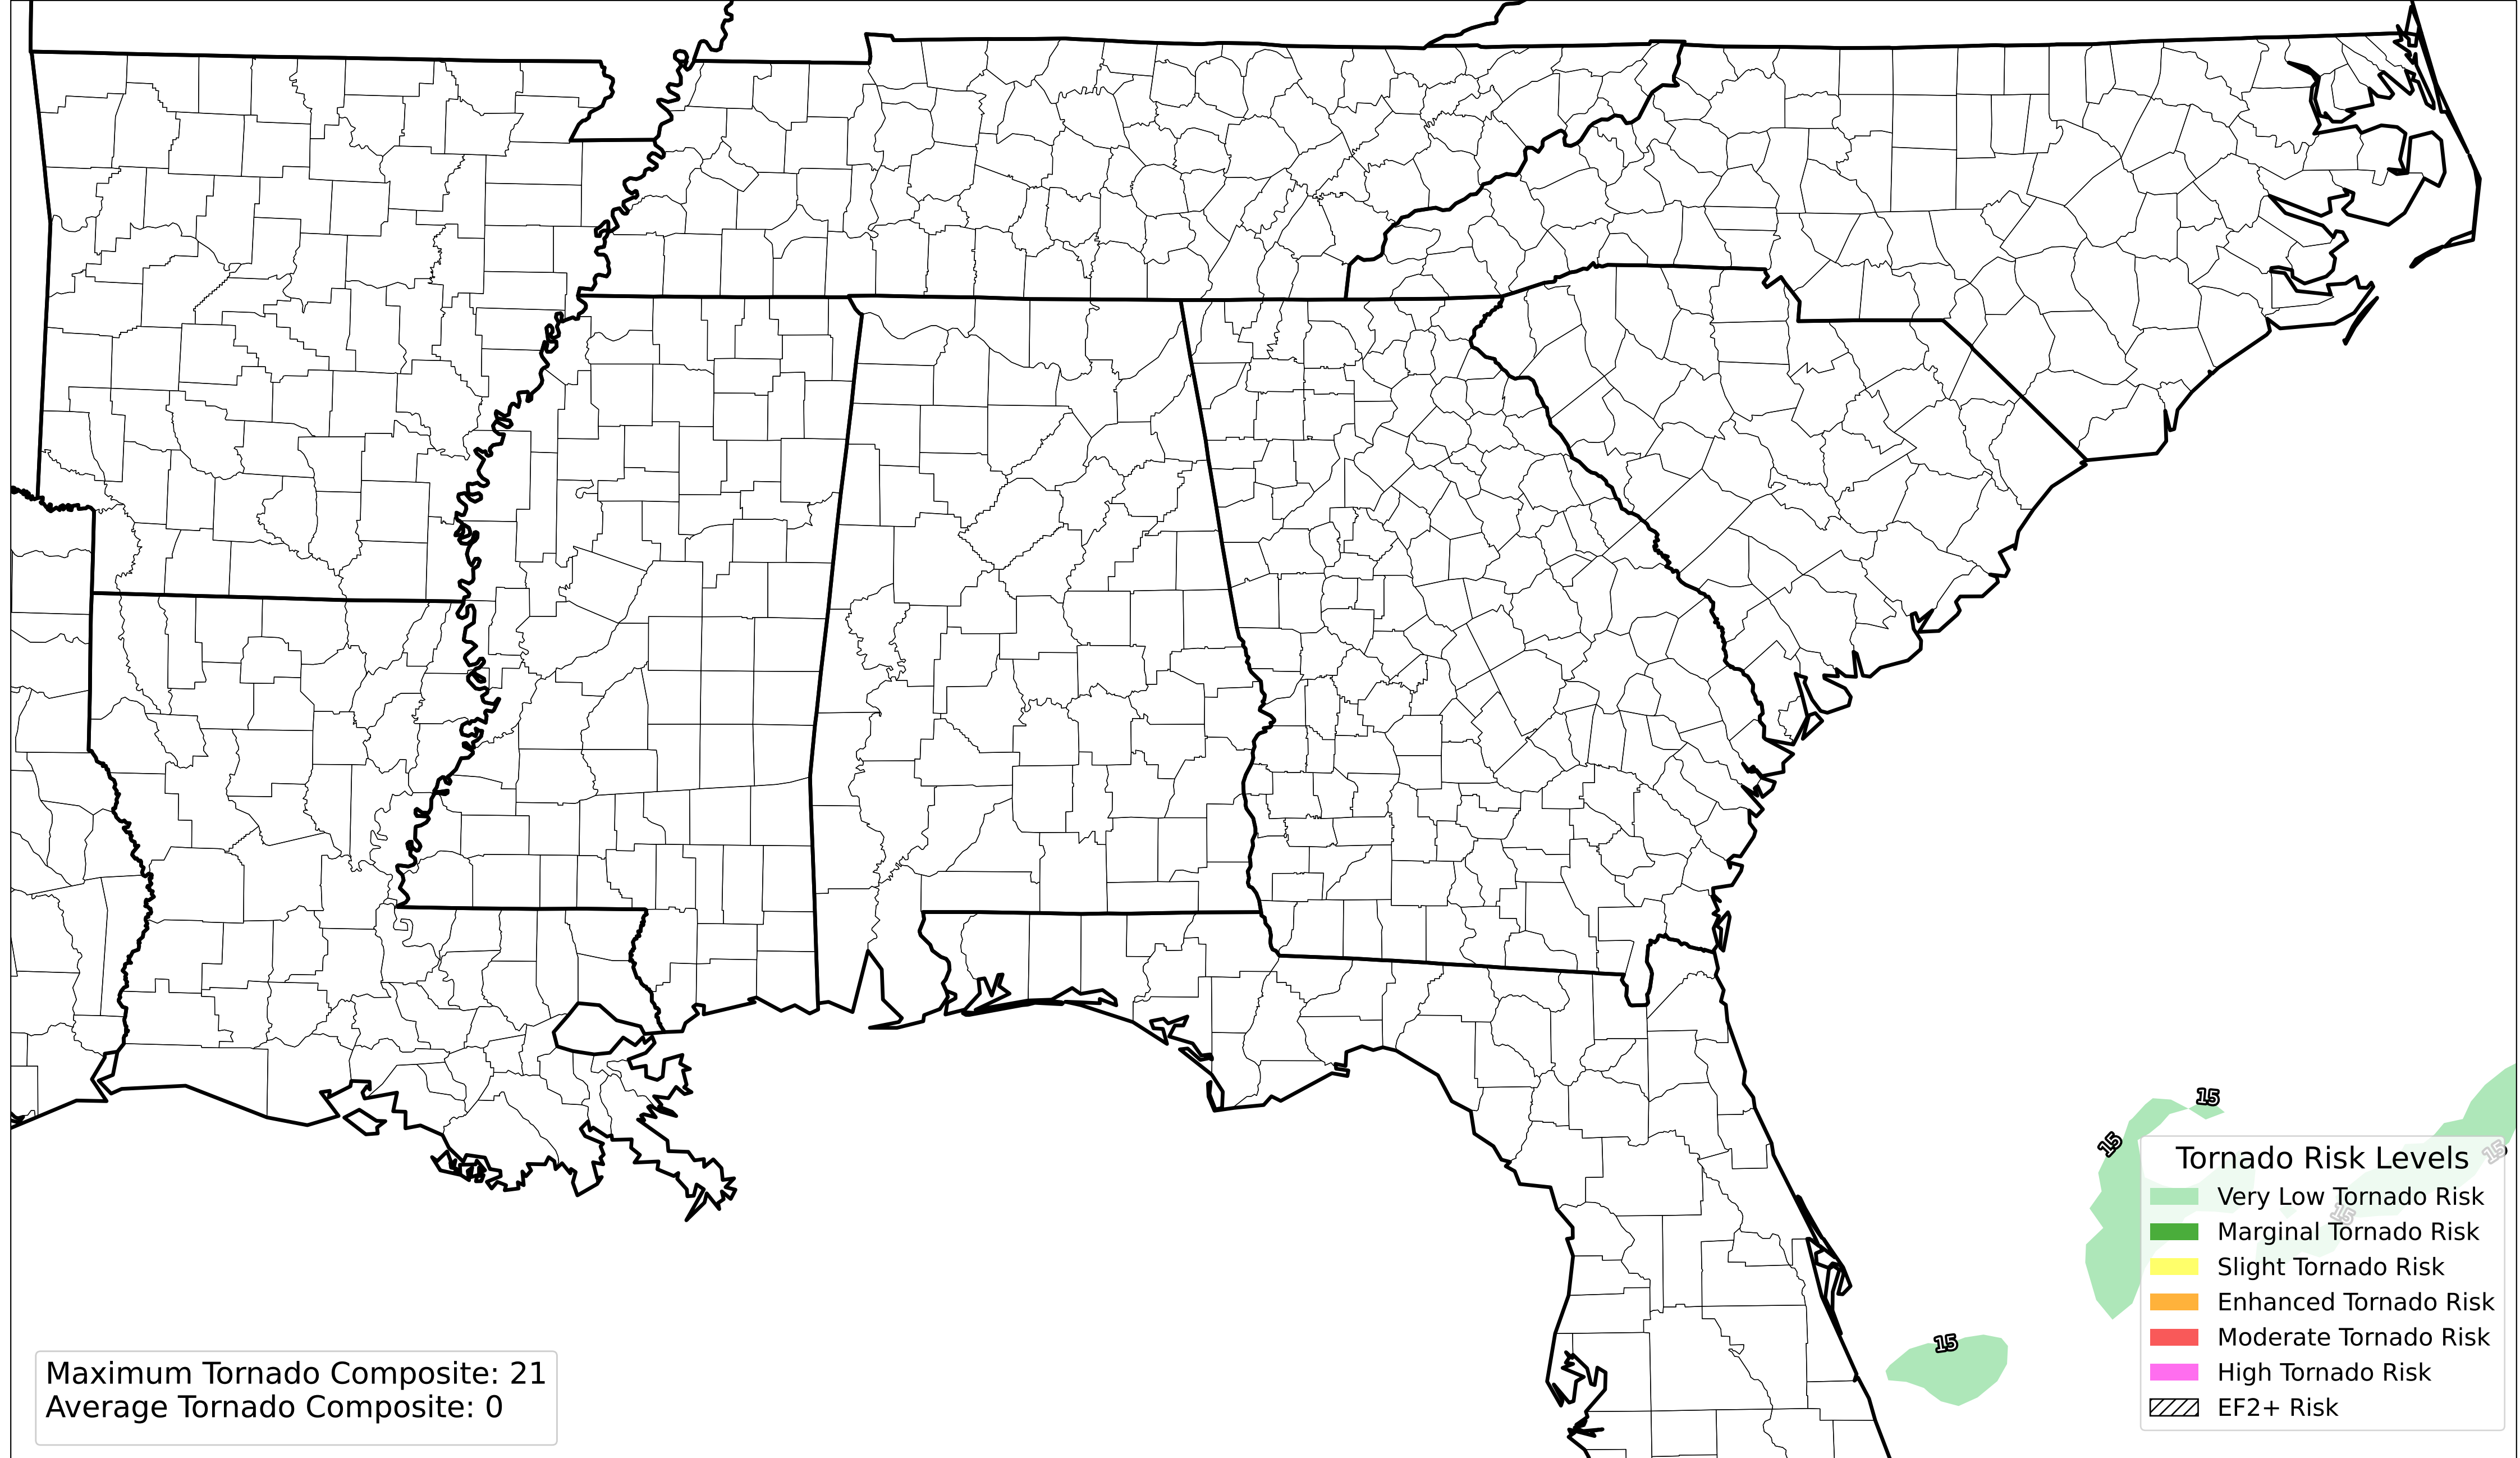 15
15
15
15
15
Tornado Risk Levels
Very Low Tornado Risk
Marginal Tornado Risk
Slight Tornado Risk
Enhanced Tornado Risk
Moderate Tornado Risk
High Tornado Risk
EF2+ Risk
Maximum Tornado Composite: 21
Average Tornado Composite: 0